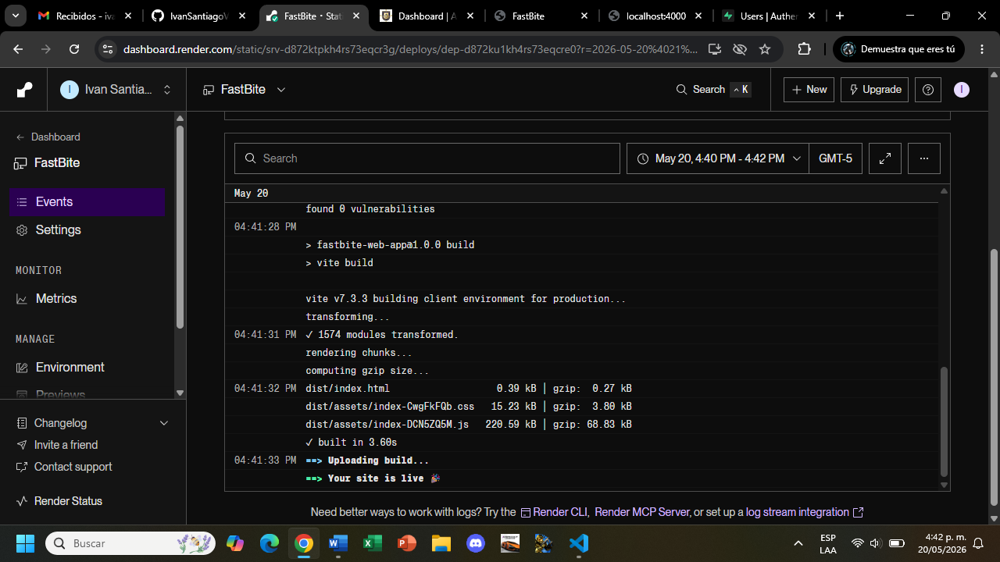 Recibidos - iva
IvanSantiagoV
FastBite · Stat
Dashboard | A
FastBite
localhost:4000
Users | Auther
dashboard.render.com/static/srv-d872ktpkh4rs73eqcr3g/deploys/dep-d872ku1kh4rs73eqcre0?r=2026-05-20%4021%...
Demuestra que eres tú
I
Ivan Santia...
FastBite
Search
K
New
Upgrade
I
Dashboard
FastBite
Events
Settings
MONITOR
Metrics
MANAGE
Environment
Previews
Changelog
Invite a friend
Contact support
Render Status
Search
May 20, 4:40 PM - 4:42 PM
GMT-5
...
May 20
found 0 vulnerabilities
04:41:28 PM
> fastbite-web-app@1.0.0 build
> vite build
vite v7.3.3 building client environment for production...
transforming...
04:41:31 PM ✓ 1574 modules transformed.
rendering chunks...
computing gzip size...
04:41:32 PM dist/index.html 0.39 kB │ gzip: 0.27 kB
dist/assets/index-CwgFkFQb.css 15.23 kB │ gzip: 3.80 kB
dist/assets/index-DCN5ZQ5M.js 220.59 kB │ gzip: 68.83 kB
✓ built in 3.60s
04:41:33 PM ==> Uploading build...
==> Your site is live 🎉
Need better ways to work with logs? Try the Render CLI, Render MCP Server, or set up a log stream integration
Buscar
ESP
LAA
4:42 p. m.
20/05/2026